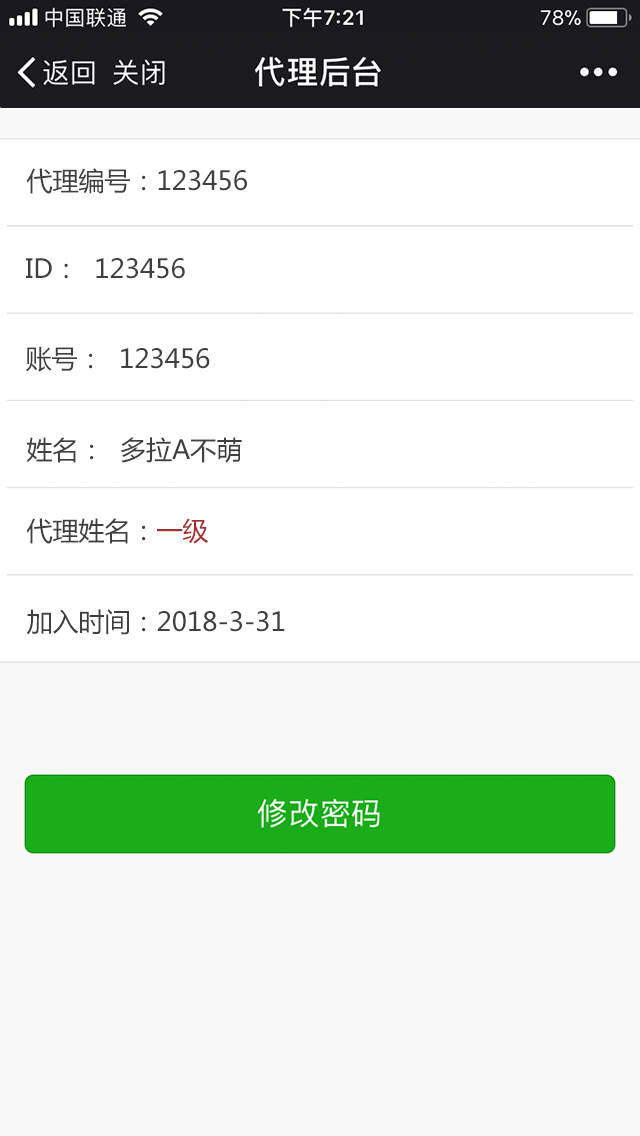 中国联通 下午7:21 78%
返回 关闭 代理后台
代理编号：123456
ID： 123456
账号： 123456
姓名： 多拉A不萌
代理姓名：一级
加入时间：2018-3-31
修改密码